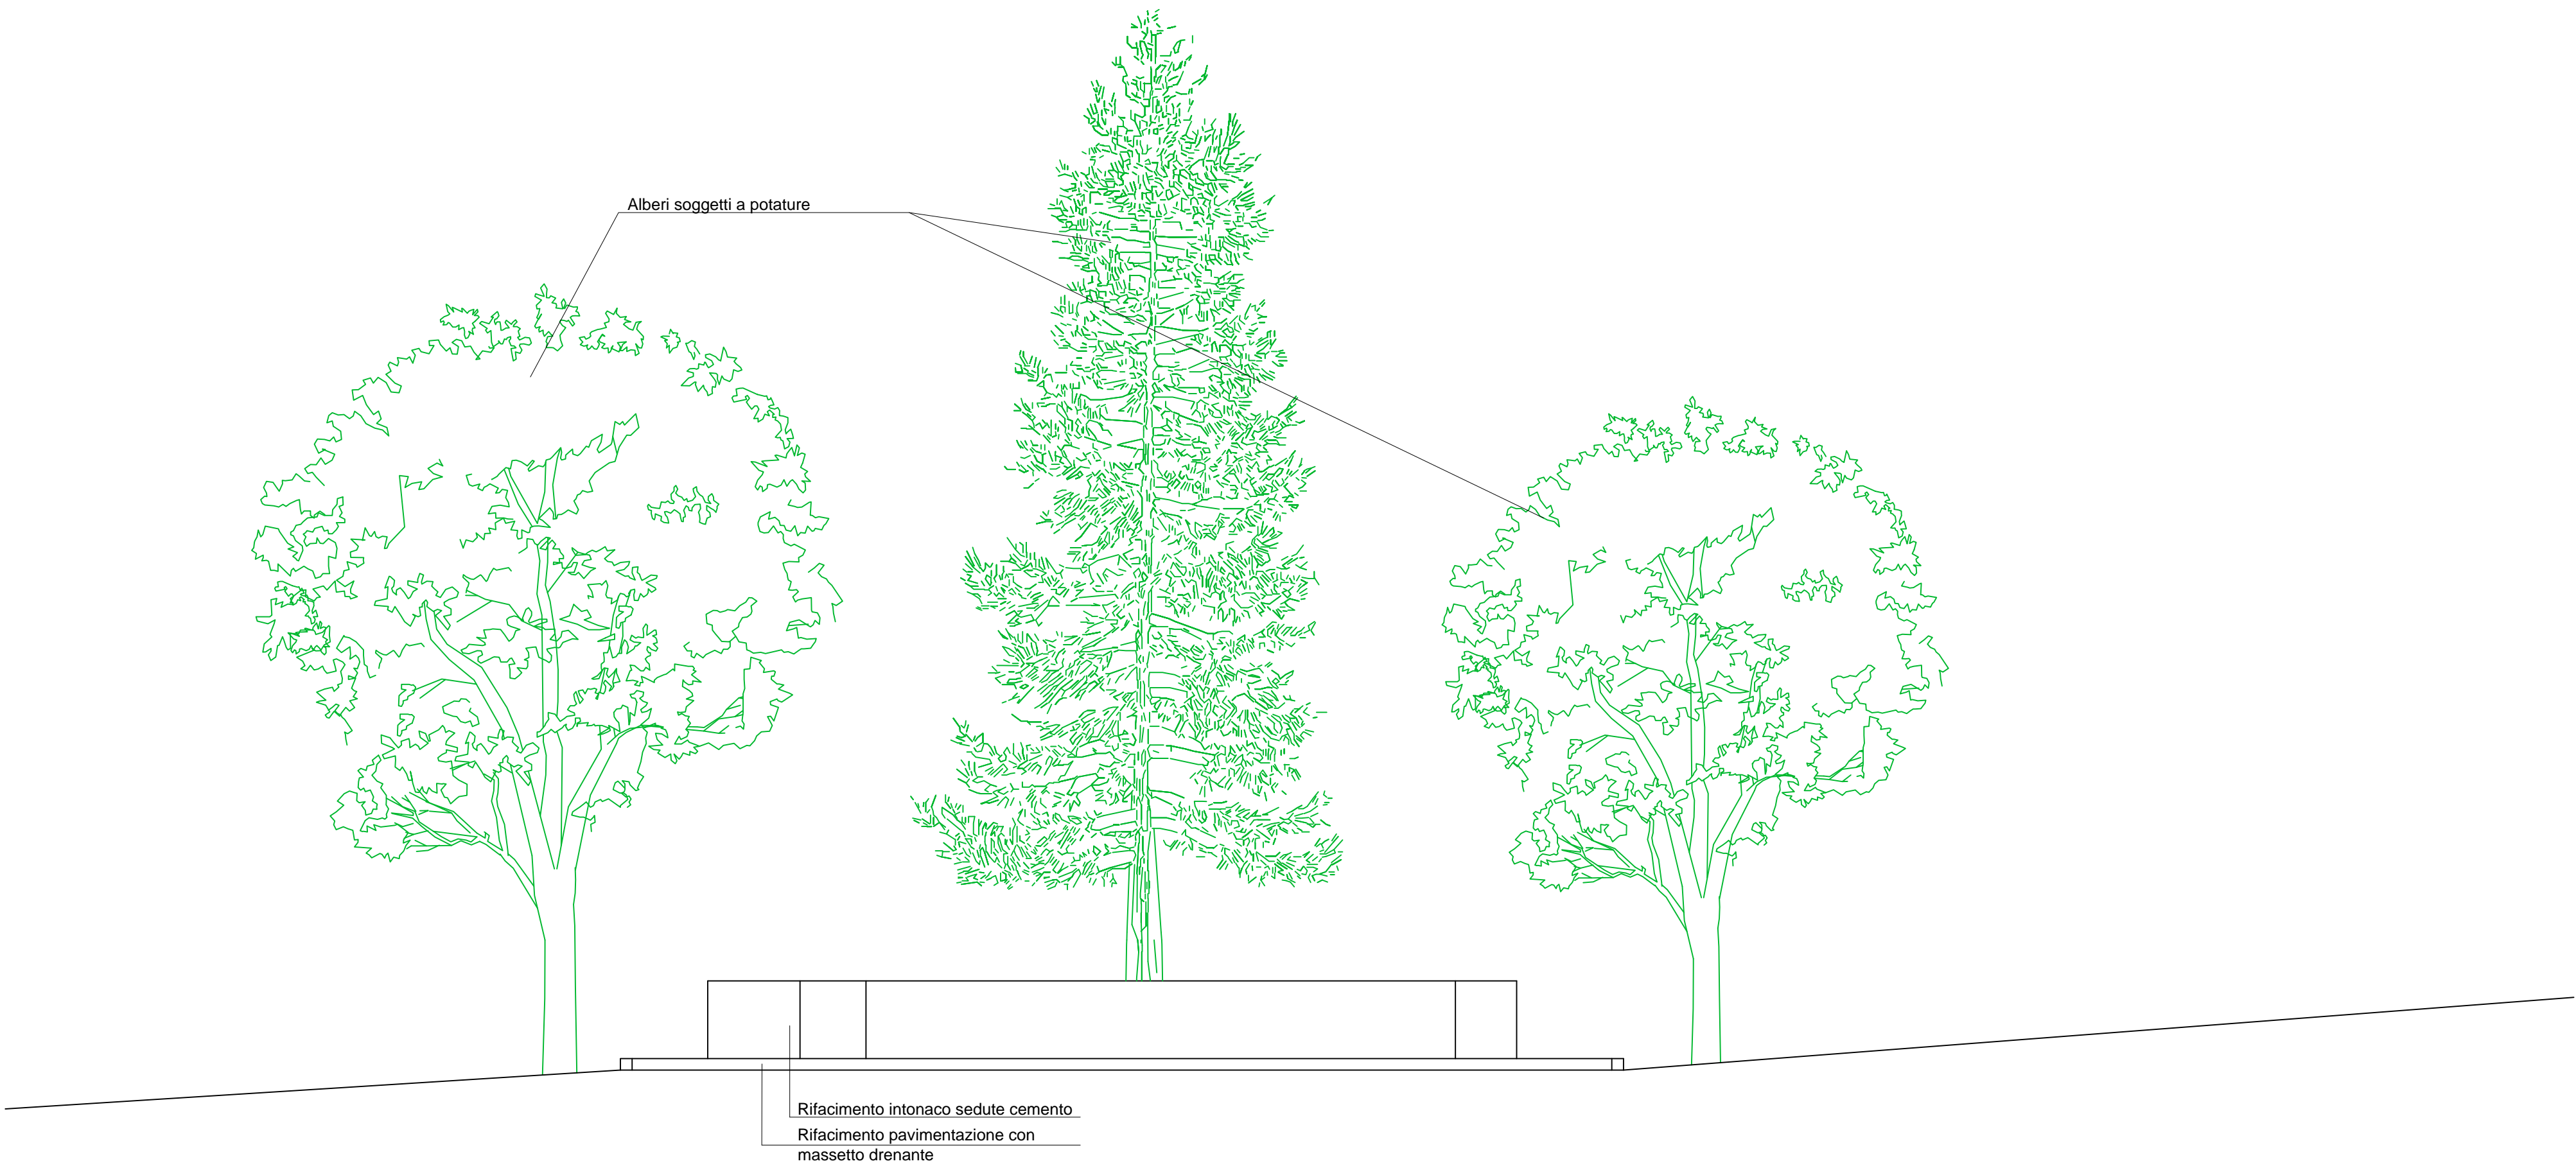 Alberi soggetti a potature
Rifacimento intonaco sedute cemento
Rifacimento pavimentazione con
massetto drenante